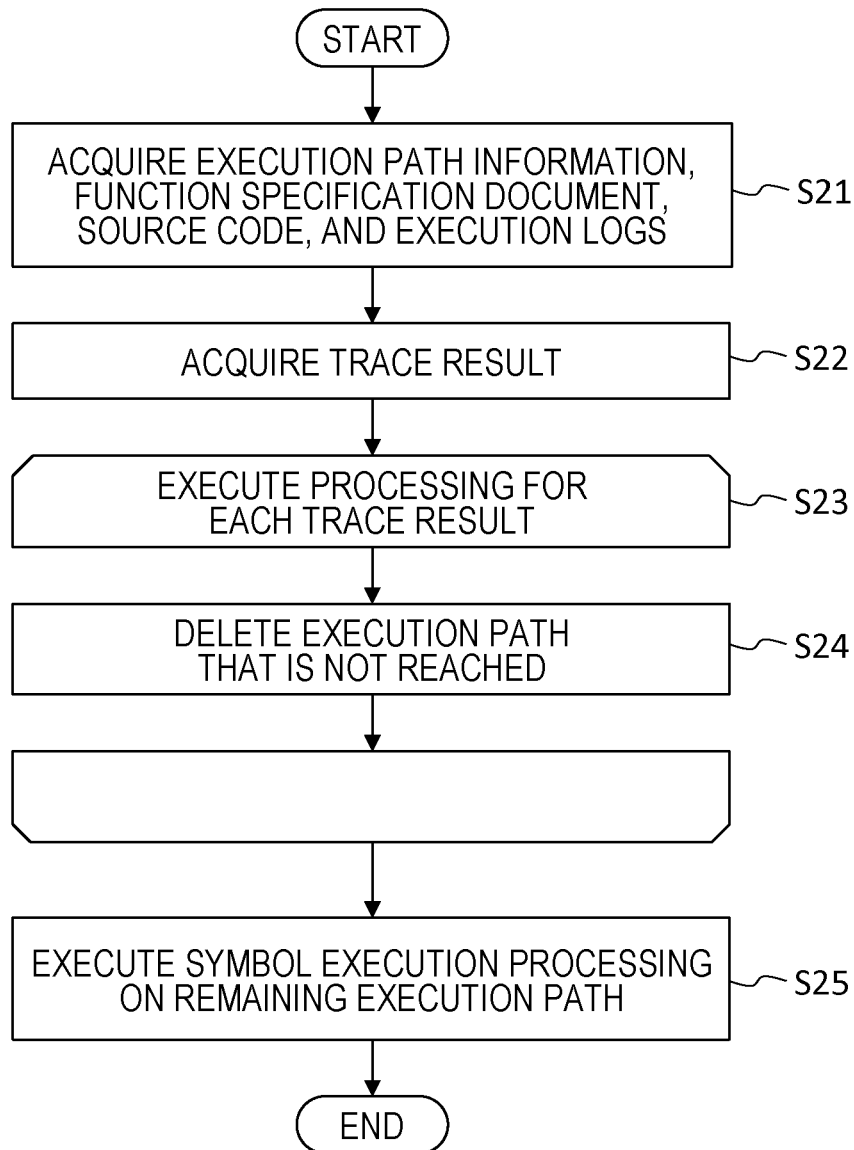 START
ACQUIRE EXECUTION PATH INFORMATION,
FUNCTION SPECIFICATION DOCUMENT,
SOURCE CODE, AND EXECUTION LOGS
S21
ACQUIRE TRACE RESULT
S22
EXECUTE PROCESSING FOR
EACH TRACE RESULT
S23
DELETE EXECUTION PATH
THAT IS NOT REACHED
S24
EXECUTE SYMBOL EXECUTION PROCESSING
ON REMAINING EXECUTION PATH
S25
END